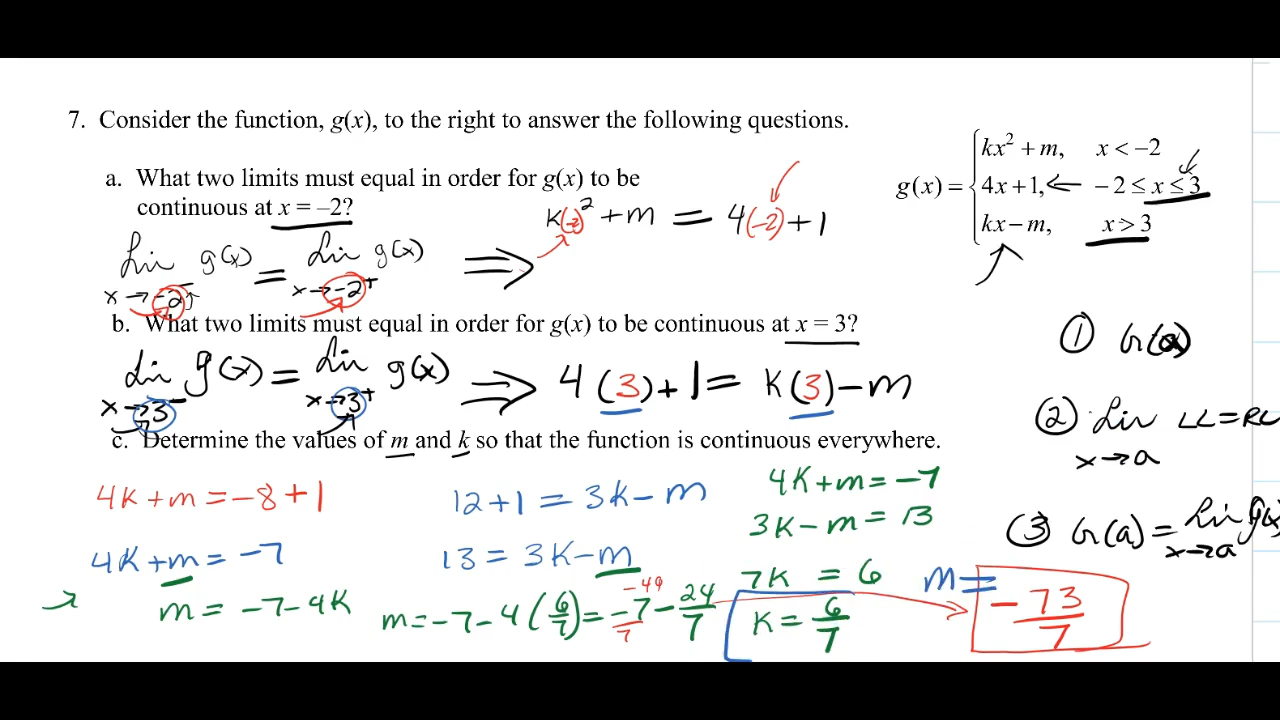 7. Consider the function, g(x), to the right to answer the following questions.
a. What two limits must equal in order for g(x) to be
continuous at x = −2?
g(x) = { kx² + m, x < −2
4x + 1, − 2 ≤ x ≤ 3
kx − m, x > 3
k(-2)² + m = 4(-2) + 1
Lim g(x) = Lim g(x) ⇒
x→-2⁻ x→-2⁺
b. What two limits must equal in order for g(x) to be continuous at x = 3?
Lim g(x) = Lim g(x) ⇒ 4(3) + 1 = k(3) − m
x→3⁻ x→3⁺
c. Determine the values of m and k so that the function is continuous everywhere.
① G(a)
② Lim LL = RL
x→a
③ G(a) = Lim g(x)
x→a
4k + m = −8 + 1
4k + m = −7
m = −7 − 4k
12 + 1 = 3k − m
13 = 3k − m
m = −7 − 4(6/7) = −7/7 − 24/7
−49
4k + m = −7
3k − m = 13
7k = 6
k = 6/7
m = −73/7